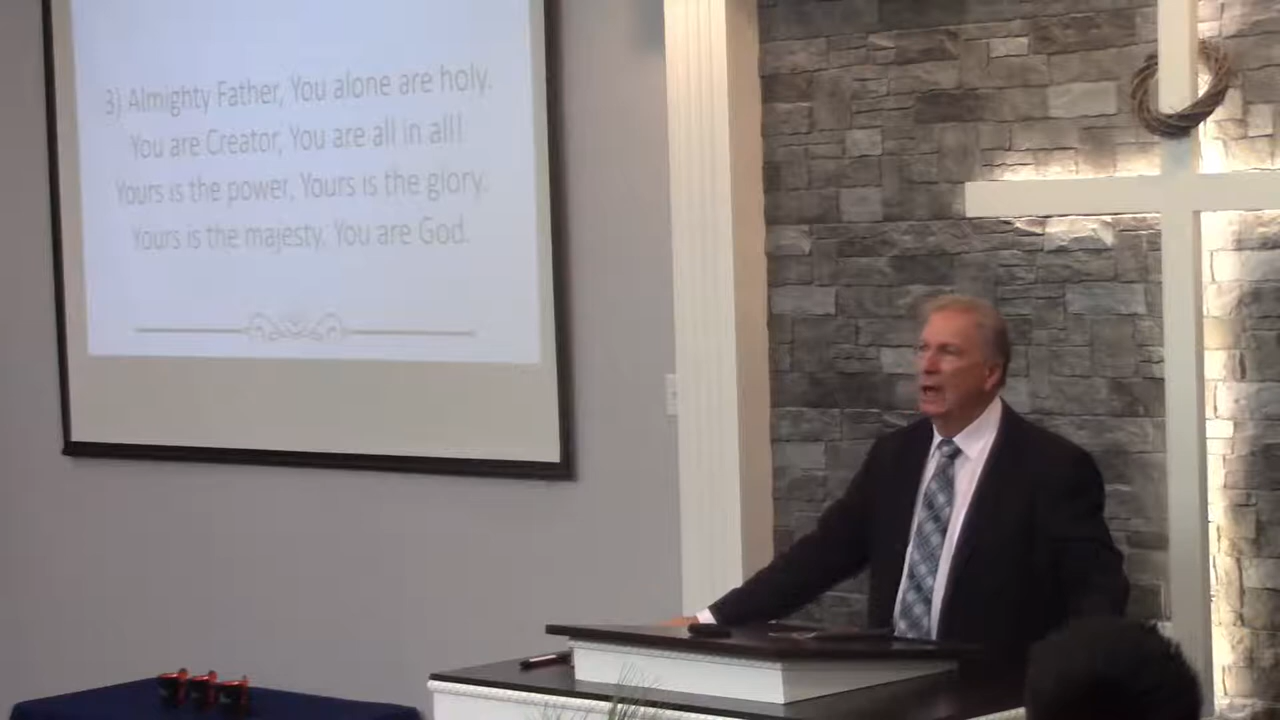 3) Almighty Father, You alone are holy.
You are Creator, You are all in all!
Yours is the power, Yours is the glory.
Yours is the majesty. You are God.